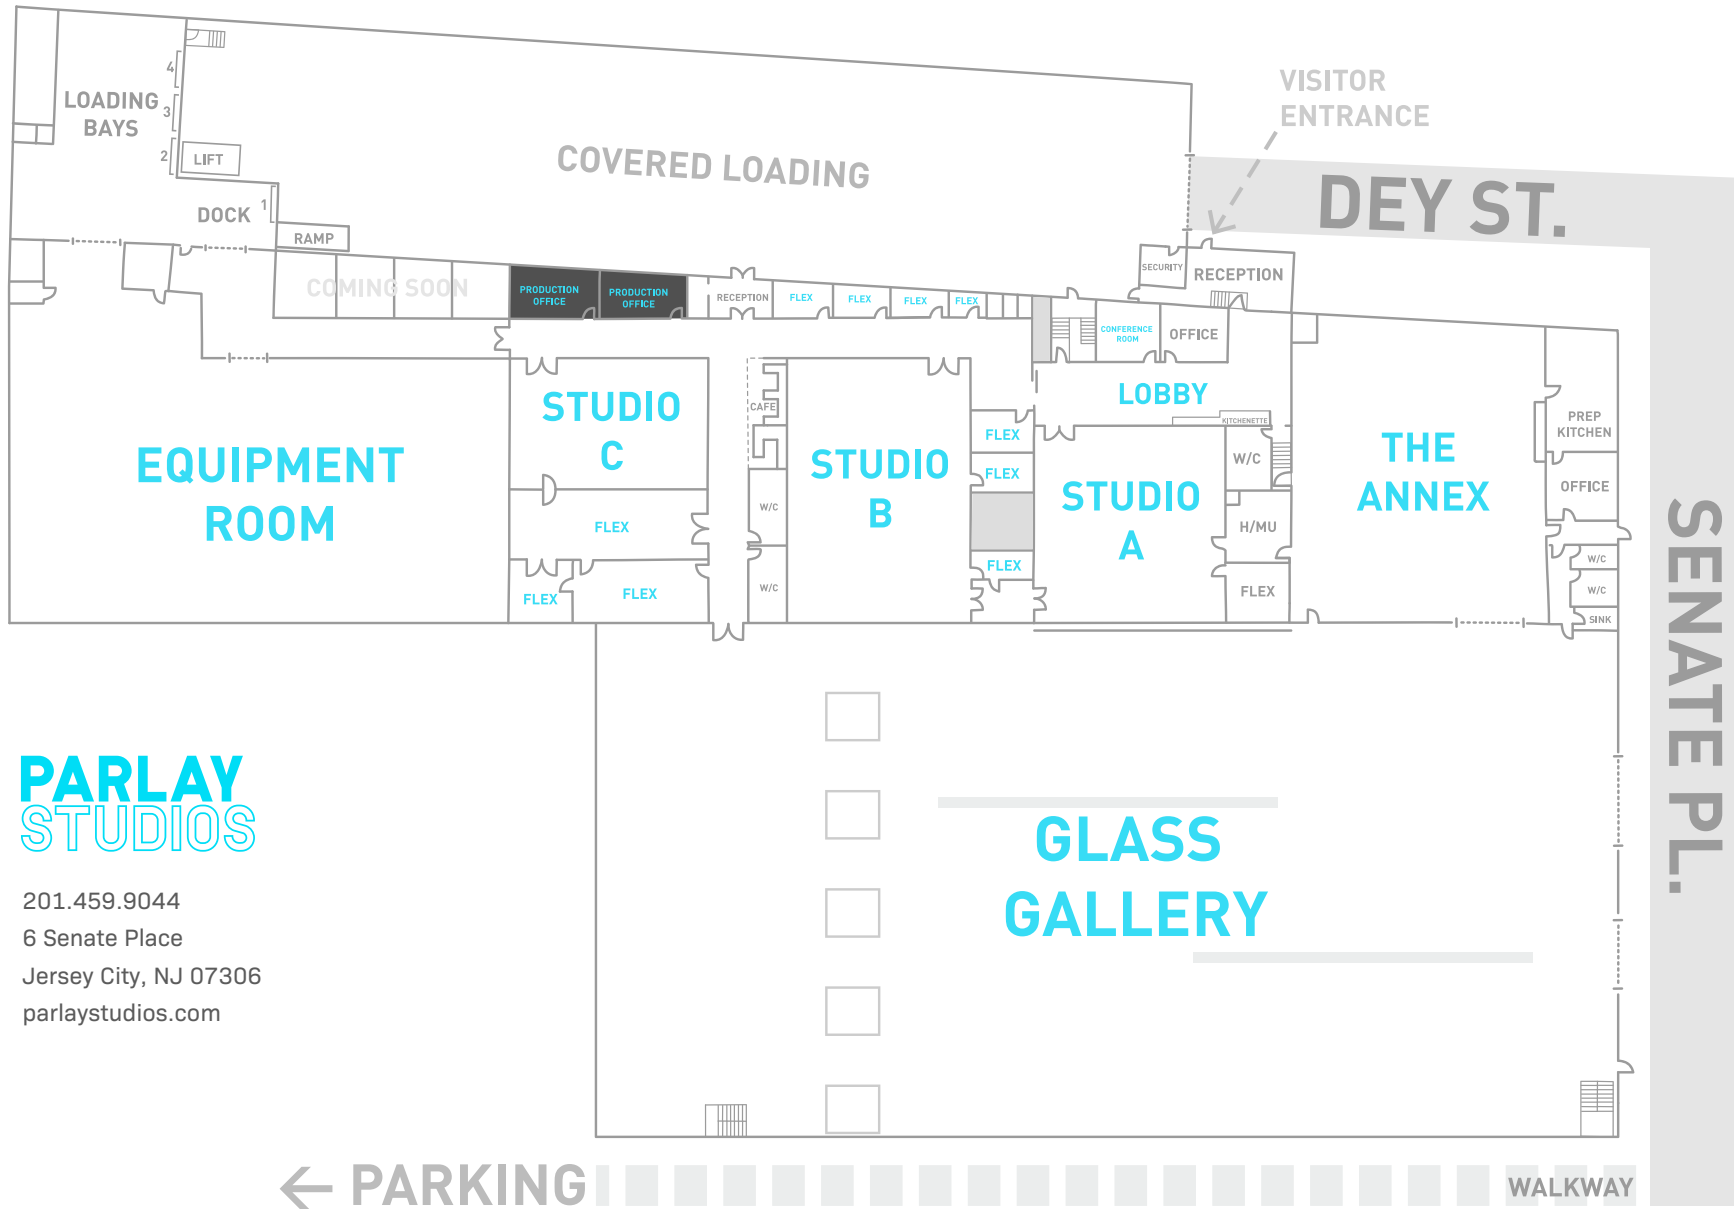 VISITOR
ENTRANCE
4
LOADING
BAYS
3
2
LIFT
COVERED LOADING
DEY ST.
DOCK
1
RAMP
SECURITY
RECEPTION
COMING SOON
PRODUCTION
OFFICE
PRODUCTION
OFFICE
RECEPTION
FLEX
FLEX
FLEX
FLEX
CONFERENCE
ROOM
OFFICE
LOBBY
KITCHENETTE
STUDIO
C
CAFE
EQUIPMENT
ROOM
STUDIO
B
FLEX
FLEX
FLEX
STUDIO
A
W/C
H/MU
FLEX
THE
ANNEX
PREP
KITCHEN
OFFICE
W/C
W/C
SINK
FLEX
FLEX
FLEX
W/C
W/C
SENATE PL.
GLASS
GALLERY
PARLAY
STUDIOS
201.459.9044
6 Senate Place
Jersey City, NJ 07306
parlaystudios.com
PARKING
WALKWAY